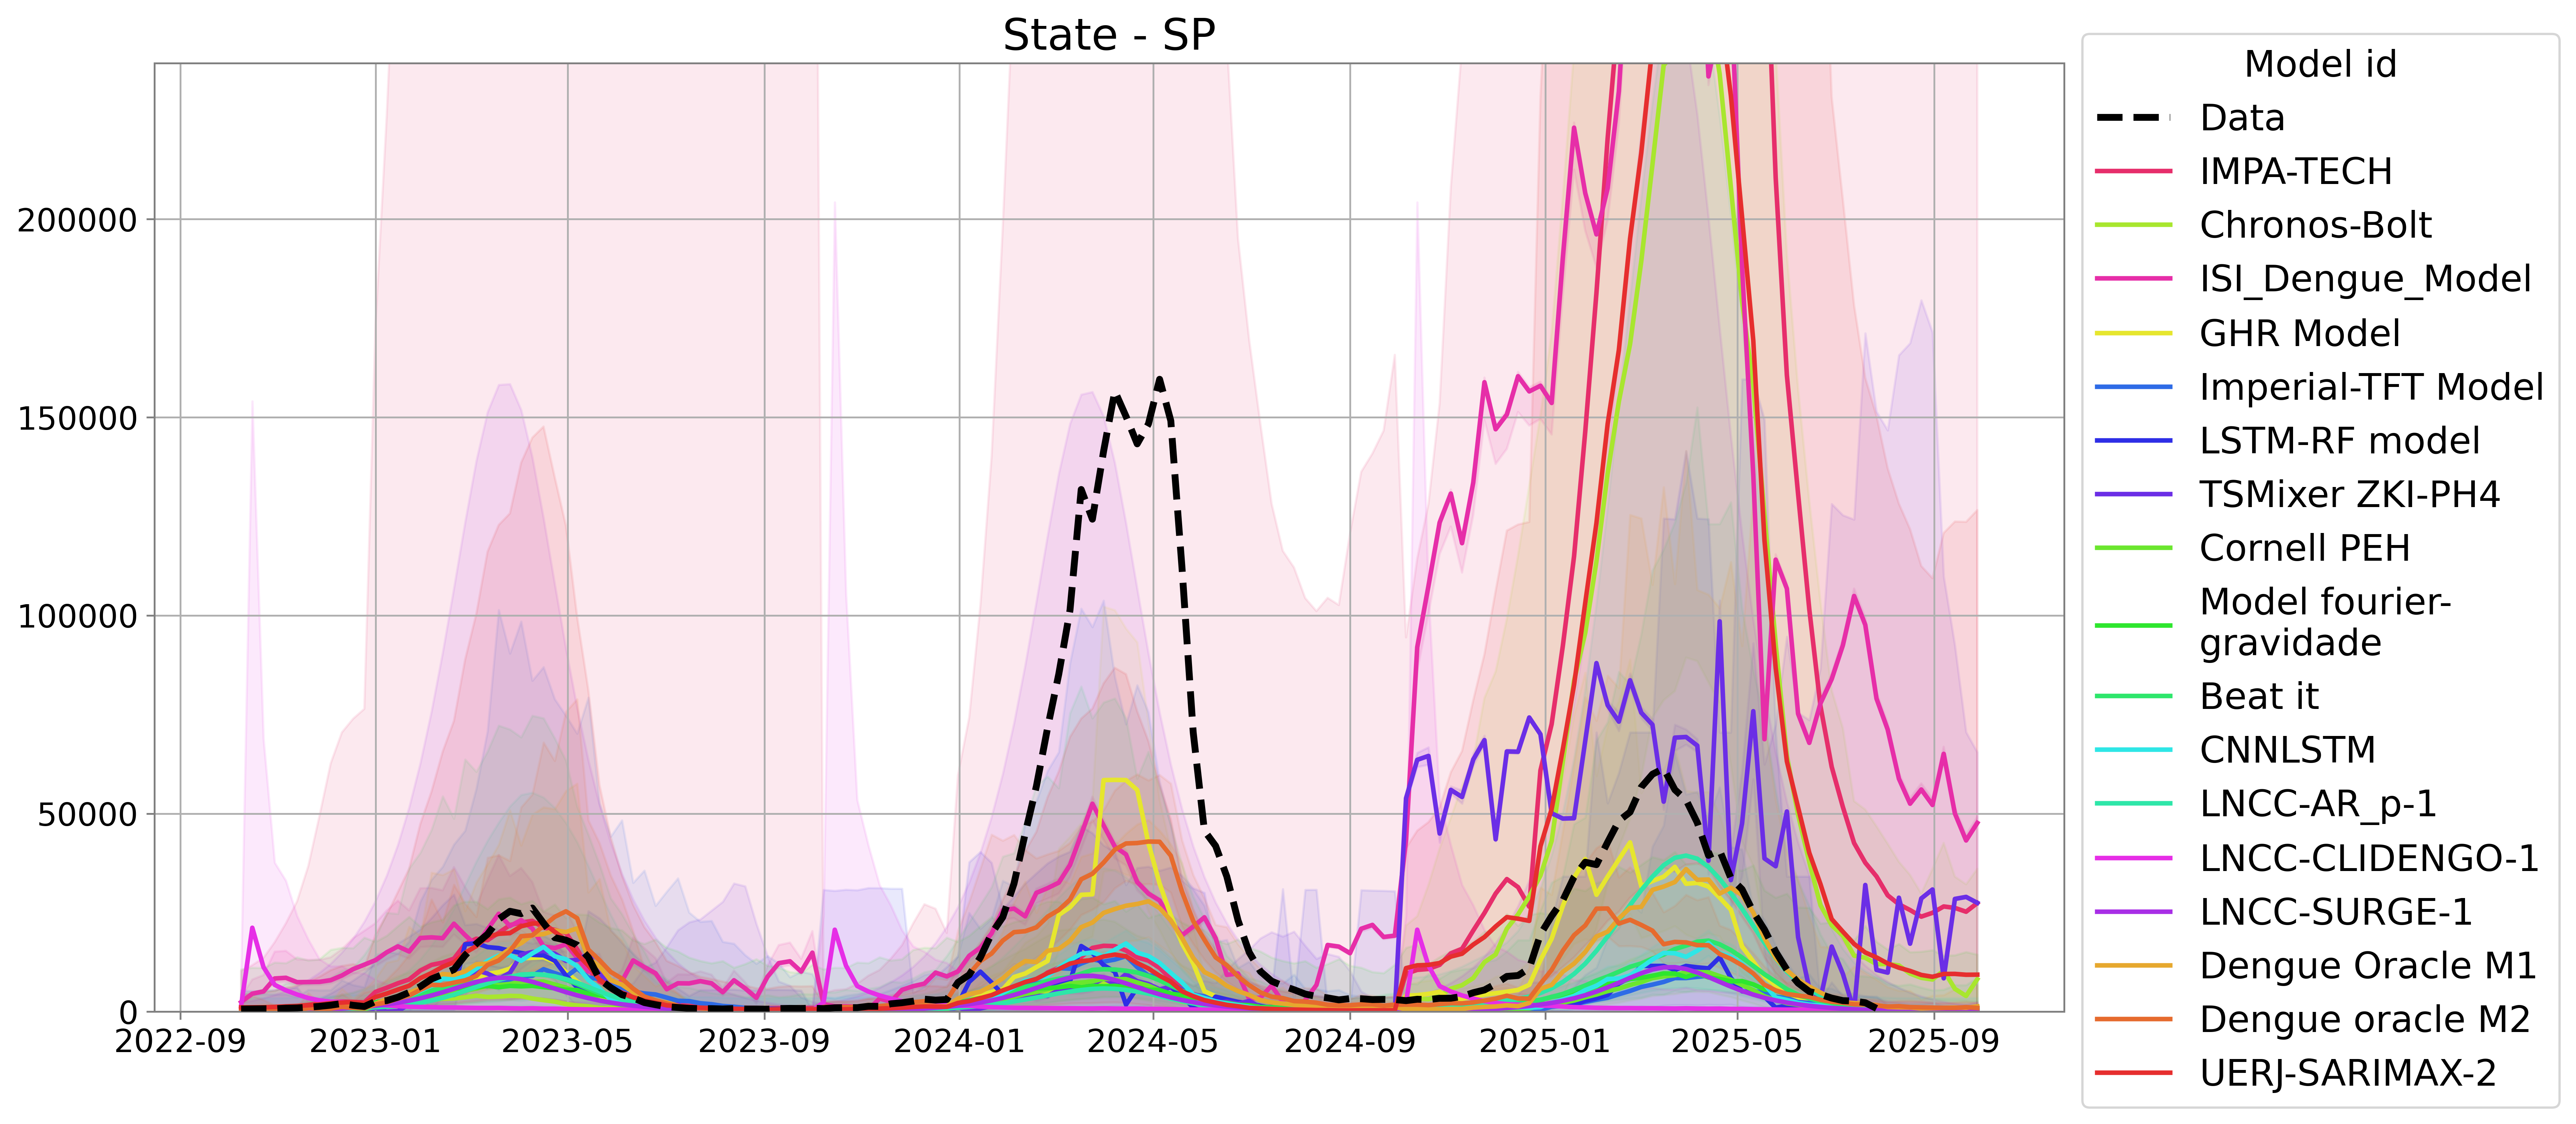 State - SP
200000
150000
100000
50000
0
2022-09
2023-01
2023-05
2023-09
2024-01
2024-05
2024-09
2025-01
2025-05
2025-09
Model id
Data
IMPA-TECH
Chronos-Bolt
ISI_Dengue_Model
GHR Model
Imperial-TFT Model
LSTM-RF model
TSMixer ZKI-PH4
Cornell PEH
Model fourier-
gravidade
Beat it
CNNLSTM
LNCC-AR_p-1
LNCC-CLIDENGO-1
LNCC-SURGE-1
Dengue Oracle M1
Dengue oracle M2
UERJ-SARIMAX-2